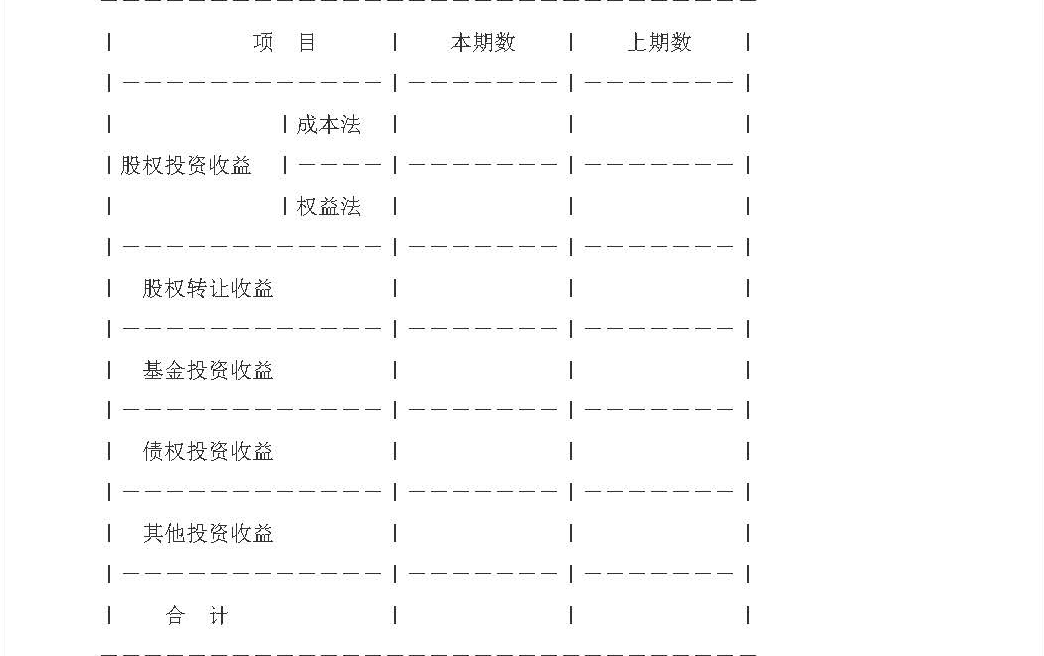 项 目 本期数 上期数
成本法
股权投资收益
权益法
股权转让收益
基金投资收益
债权投资收益
其他投资收益
合 计